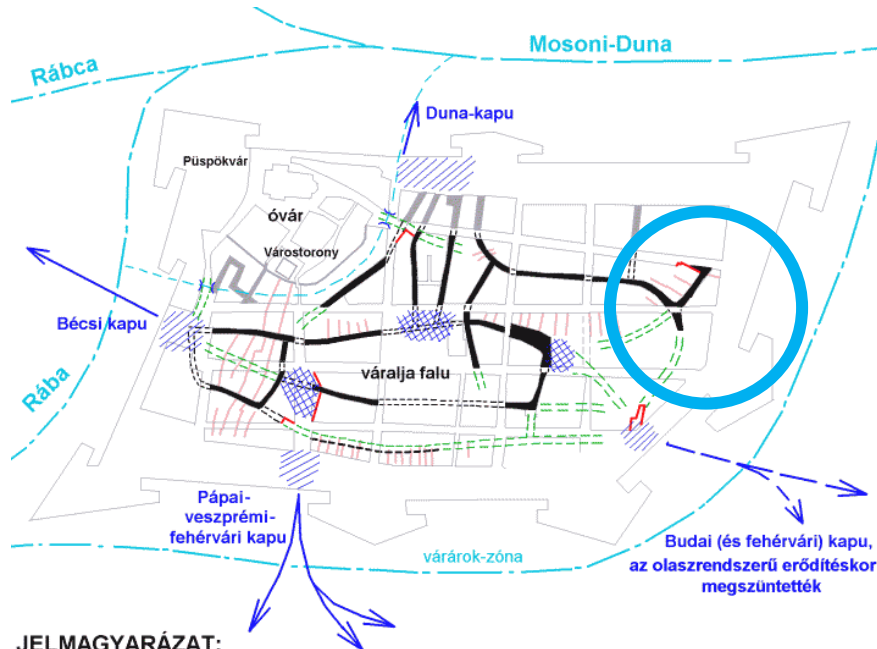 Mosoni-Duna
Rábca
Duna-kapu
Püspökvár
óvár
Várostorony
Bécsi kapu
váralja falu
Rába
Pápai-
veszprémi-
fehérvári kapu
várárok-zóna
Budai (és fehérvári) kapu,
az olaszrendszerű erődítéskor
megszüntették
JELMAGYARÁZAT: